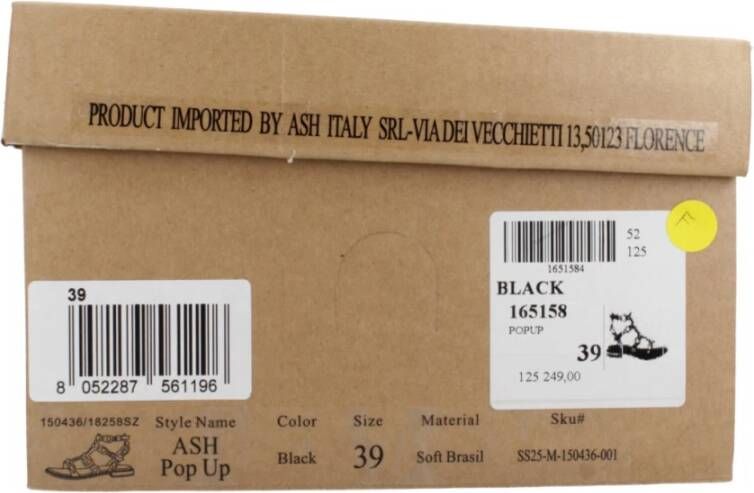 PRODUCT IMPORTED BY ASH ITALY SRL-VIA DEI VECCHIETTI 13,50123 FLORENCE
52
125
1651584
BLACK
165158
POPUP
39
125 249,00
39
8 052287 561196
150436/18258SZ Style Name Color Size Material Sku#
ASH
Pop Up Black 39 Soft Brasil SS25-M-150436-001